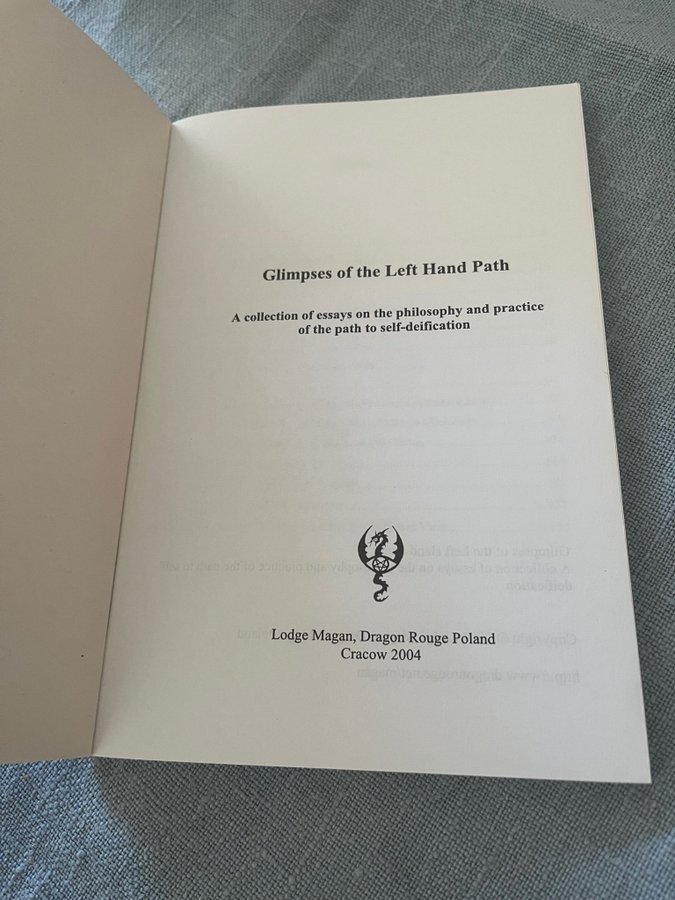 Glimpses of the Left Hand Path
A collection of essays on the philosophy and practice
of the path to self-deification
Lodge Magan, Dragon Rouge Poland
Cracow 2004